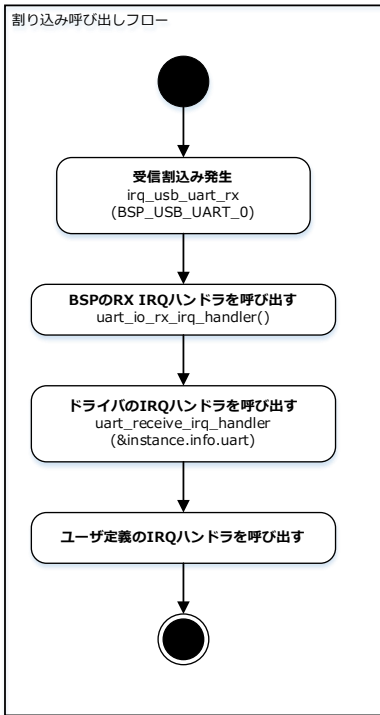 割り込み呼び出しフロー
受信割込み発生
irq_usb_uart_rx
(BSP_USB_UART_0)
BSPのRX IRQハンドラを呼び出す
uart_io_rx_irq_handler()
ドライバのIRQハンドラを呼び出す
uart_receive_irq_handler
(&instance.info.uart)
ユーザ定義のIRQハンドラを呼び出す